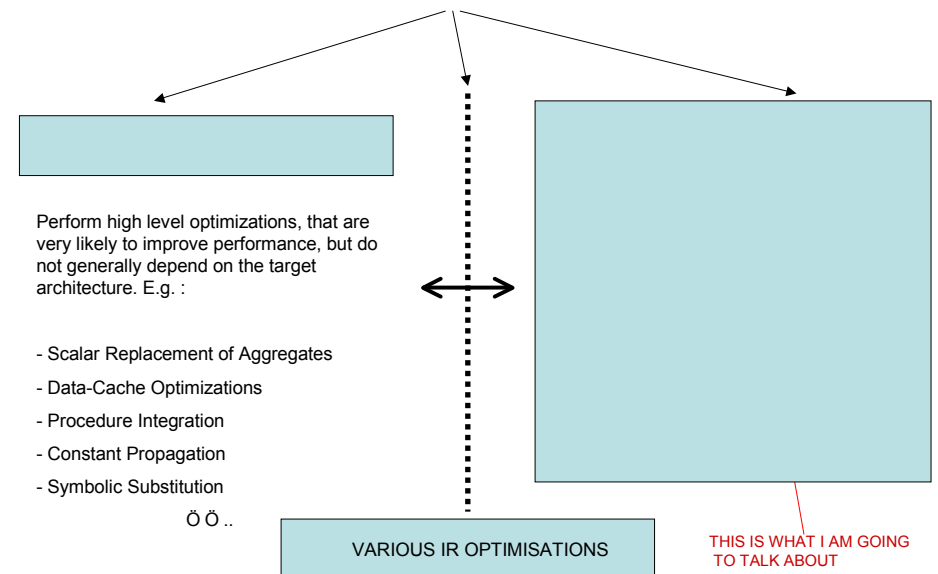 Perform high level optimizations, that are
very likely to improve performance, but do
not generally depend on the target
architecture. E.g. :
- Scalar Replacement of Aggregates
- Data-Cache Optimizations
- Procedure Integration
- Constant Propagation
- Symbolic Substitution
Ö Ö ..
VARIOUS IR OPTIMISATIONS
THIS IS WHAT I AM GOING
TO TALK ABOUT